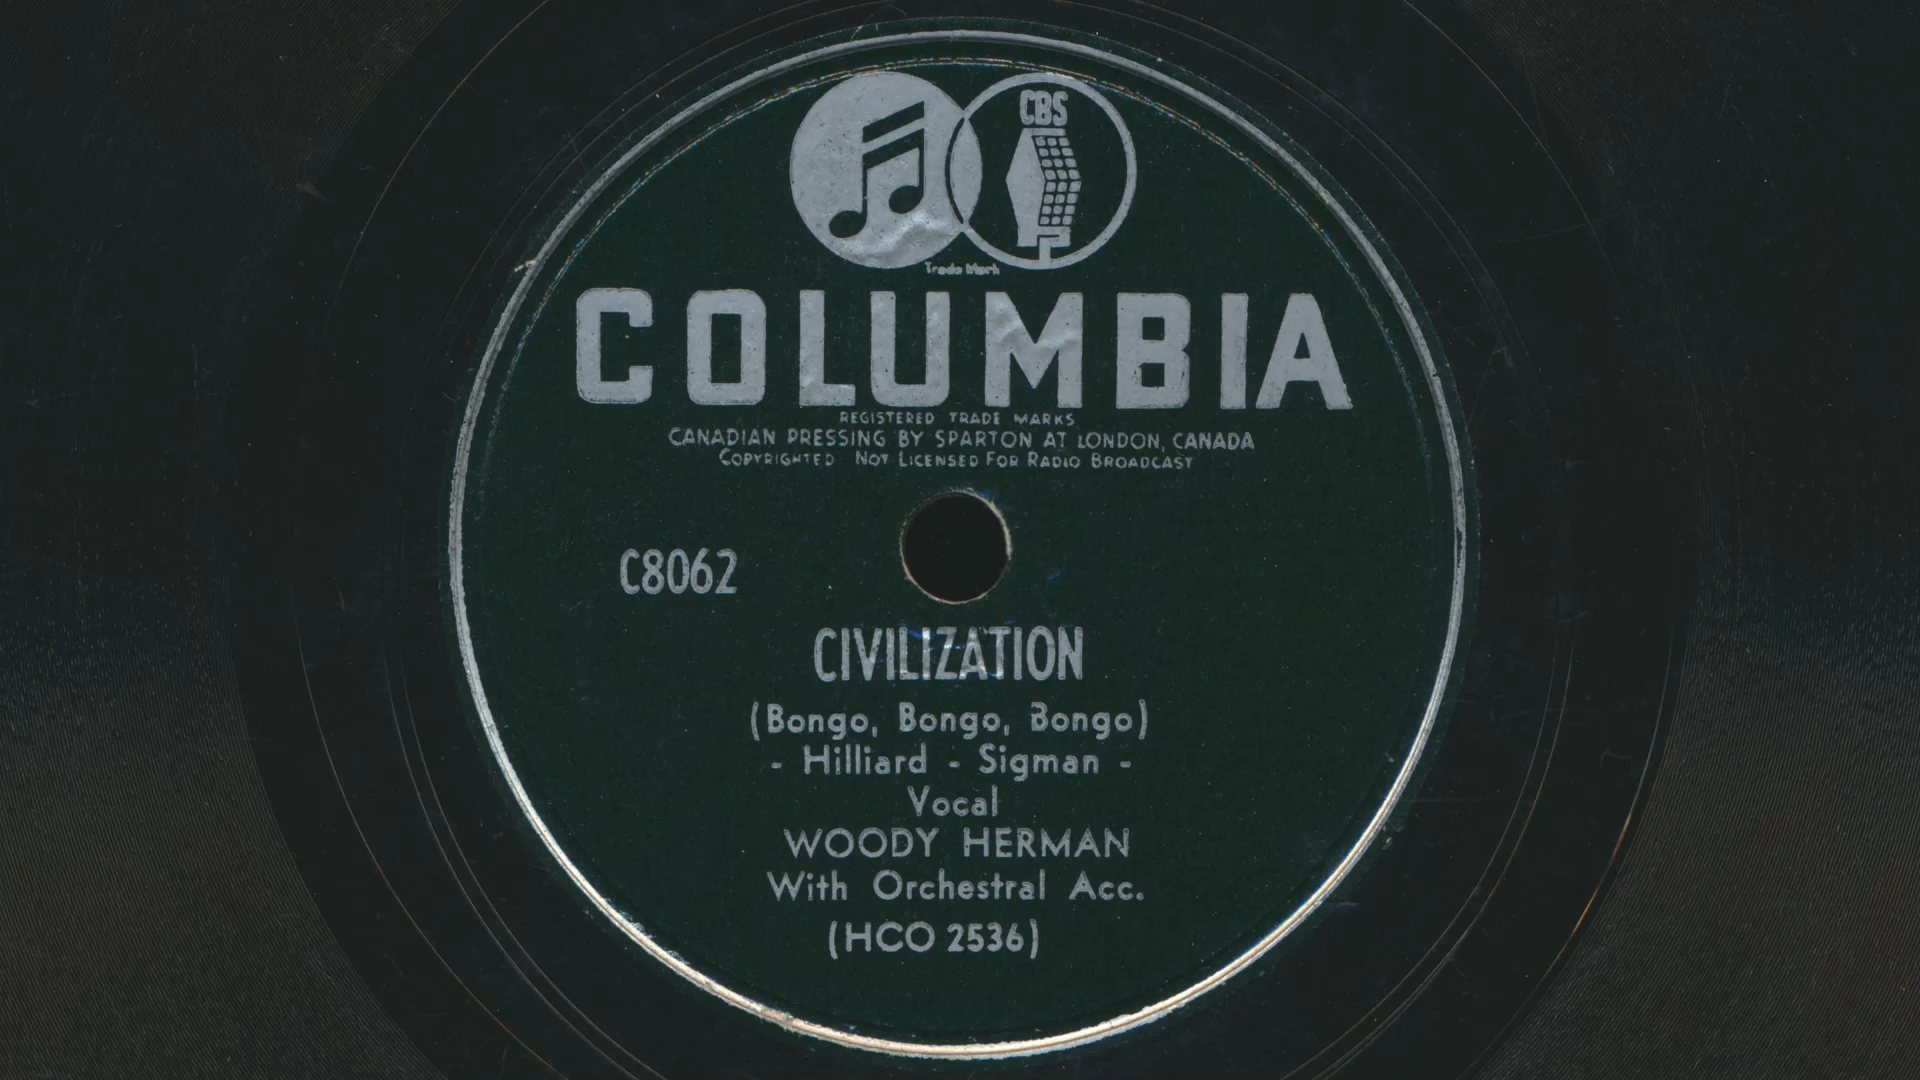 CBS
Trade Mark
COLUMBIA
REGISTERED TRADE MARKS
CANADIAN PRESSING BY SPARTON AT LONDON, CANADA
COPYRIGHTED NOT LICENSED FOR RADIO BROADCAST
C8062
CIVILIZATION
(Bongo, Bongo, Bongo)
- Hilliard - Sigman -
Vocal
WOODY HERMAN
With Orchestral Acc.
(HCO 2536)